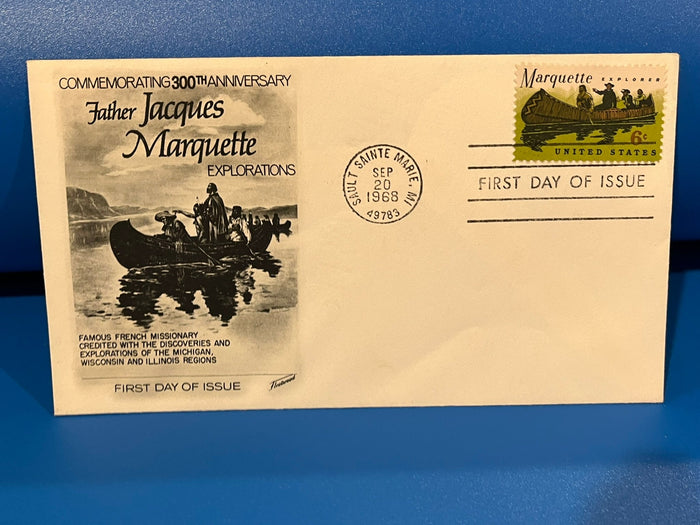 COMMEMORATING 300TH ANNIVERSARY
Father Jacques
Marquette
EXPLORATIONS
FAMOUS FRENCH MISSIONARY
CREDITED WITH THE DISCOVERIES AND
EXPLORATIONS OF THE MICHIGAN,
WISCONSIN AND ILLINOIS REGIONS
FIRST DAY OF ISSUE
Fleetwood
SAULT SAINTE MARIE, MI
SEP
20
1968
49783
Marquette EXPLORER
6c
UNITED STATES
FIRST DAY OF ISSUE